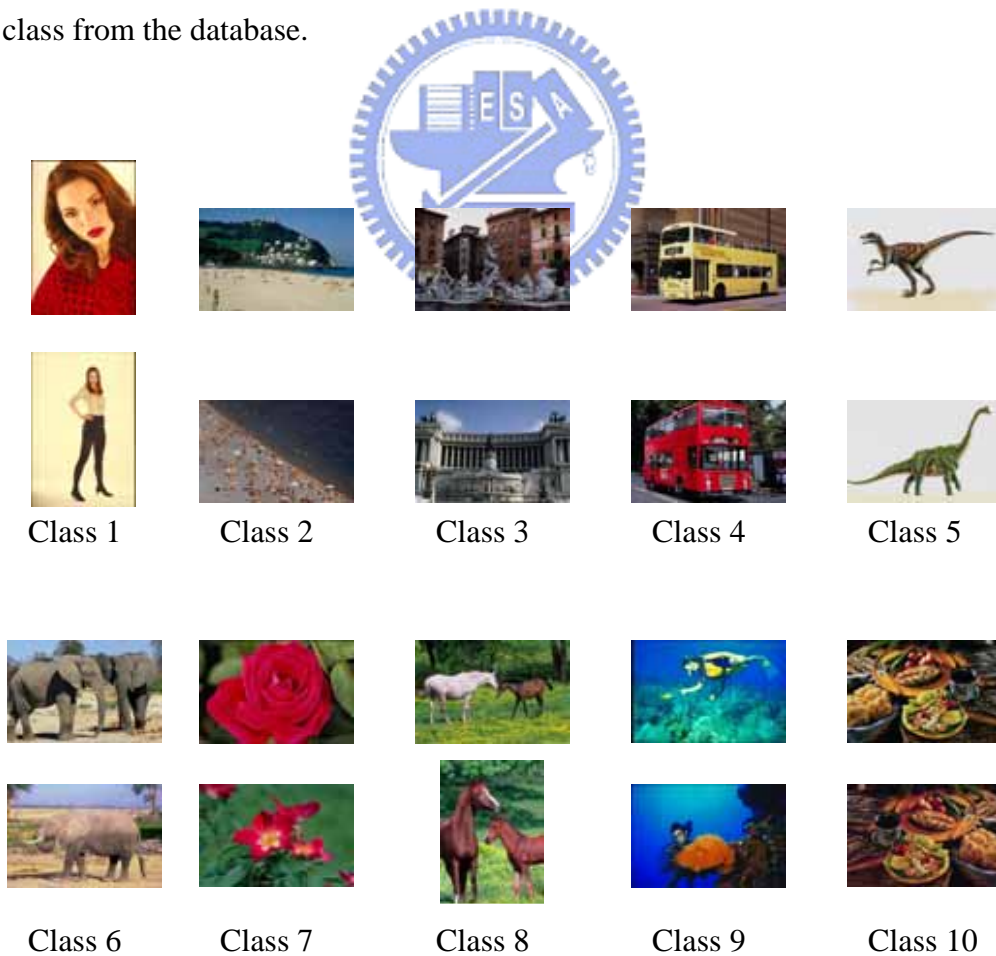 class from the database.
E S A
Class 1 Class 2 Class 3 Class 4 Class 5
Class 6 Class 7 Class 8 Class 9 Class 10